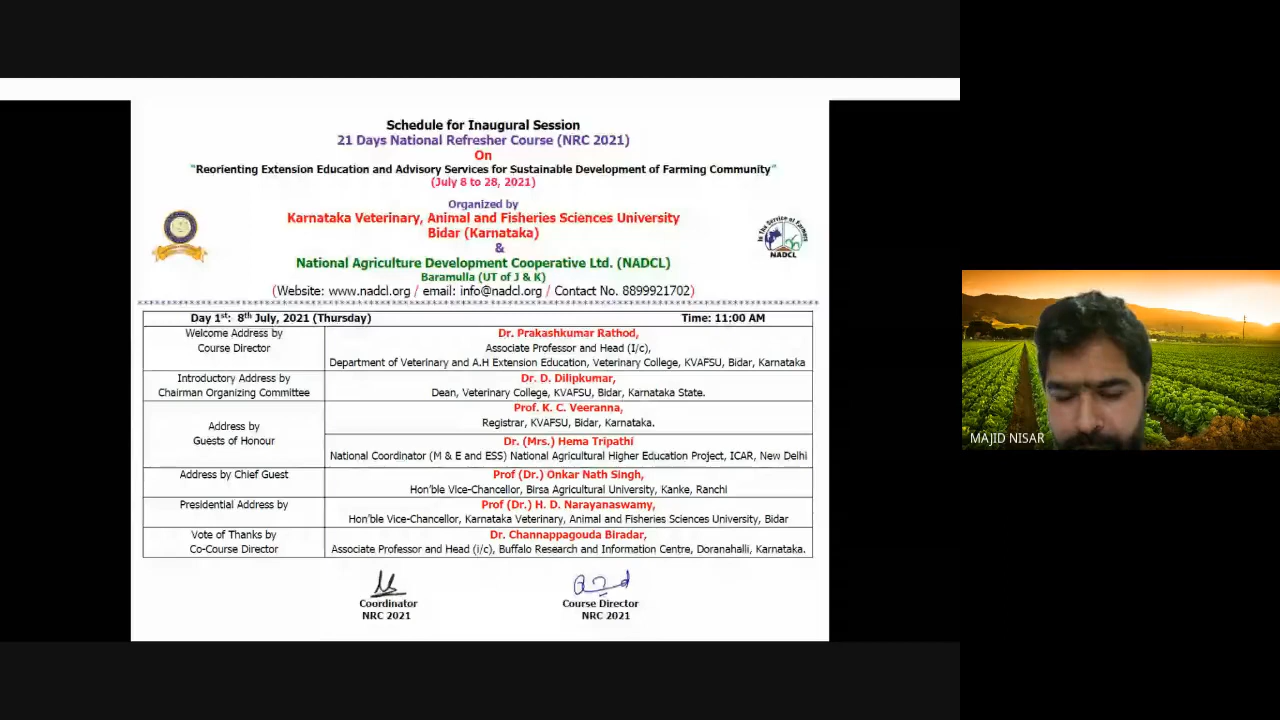 Schedule for Inaugural Session
21 Days National Refresher Course (NRC 2021)
On
"Reorienting Extension Education and Advisory Services for Sustainable Development of Farming Community"
(July 8 to 28, 2021)
Organized by
Karnataka Veterinary, Animal and Fisheries Sciences University
Bidar (Karnataka)
&
National Agriculture Development Cooperative Ltd. (NADCL)
Baramulla (UT of J & K)
(Website: www.nadcl.org / email: info@nadcl.org / Contact No. 8899921702)
In The Service of Farmers
NADCL
Day 1st: 8th July, 2021 (Thursday) Time: 11:00 AM
Welcome Address by
Course Director
Dr. Prakashkumar Rathod,
Associate Professor and Head (I/c),
Department of Veterinary and A.H Extension Education, Veterinary College, KVAFSU, Bidar, Karnataka
Introductory Address by
Chairman Organizing Committee
Dr. D. Dilipkumar,
Dean, Veterinary College, KVAFSU, Bidar, Karnataka State.
Address by
Guests of Honour
Prof. K. C. Veeranna,
Registrar, KVAFSU, Bidar, Karnataka.
Dr. (Mrs.) Hema Tripathi
National Coordinator (M & E and ESS) National Agricultural Higher Education Project, ICAR, New Delhi
Address by Chief Guest
Prof (Dr.) Onkar Nath Singh,
Hon'ble Vice-Chancellor, Birsa Agricultural University, Kanke, Ranchi
Presidential Address by
Prof (Dr.) H. D. Narayanaswamy,
Hon'ble Vice-Chancellor, Karnataka Veterinary, Animal and Fisheries Sciences University, Bidar
Vote of Thanks by
Co-Course Director
Dr. Channappagouda Biradar,
Associate Professor and Head (i/c), Buffalo Research and Information Centre, Doranahalli, Karnataka.
Coordinator
NRC 2021
Course Director
NRC 2021
MAJID NISAR